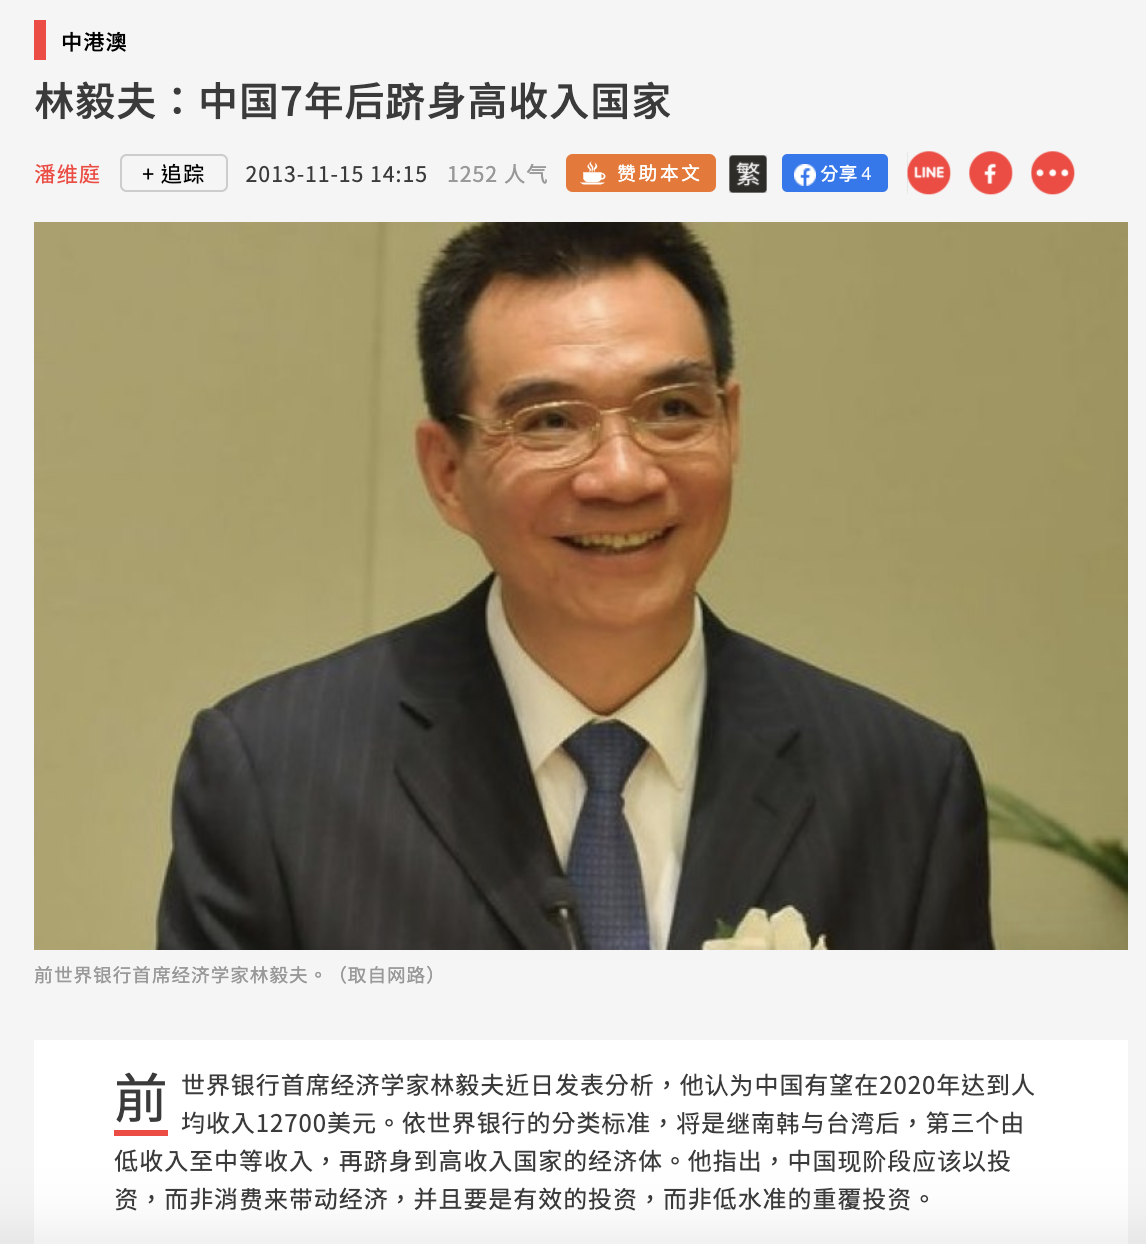 中港澳
林毅夫：中国7年后跻身高收入国家
潘维庭 + 追踪 2013-11-15 14:15 1252 人气 赞助本文 繁 分享 4 LINE
前世界银行首席经济学家林毅夫。（取自网路）
前世界银行首席经济学家林毅夫近日发表分析，他认为中国有望在2020年达到人
均收入12700美元。依世界银行的分类标准，将是继南韩与台湾后，第三个由
低收入至中等收入，再跻身到高收入国家的经济体。他指出，中国现阶段应该以投
资，而非消费来带动经济，并且要是有效的投资，而非低水准的重覆投资。